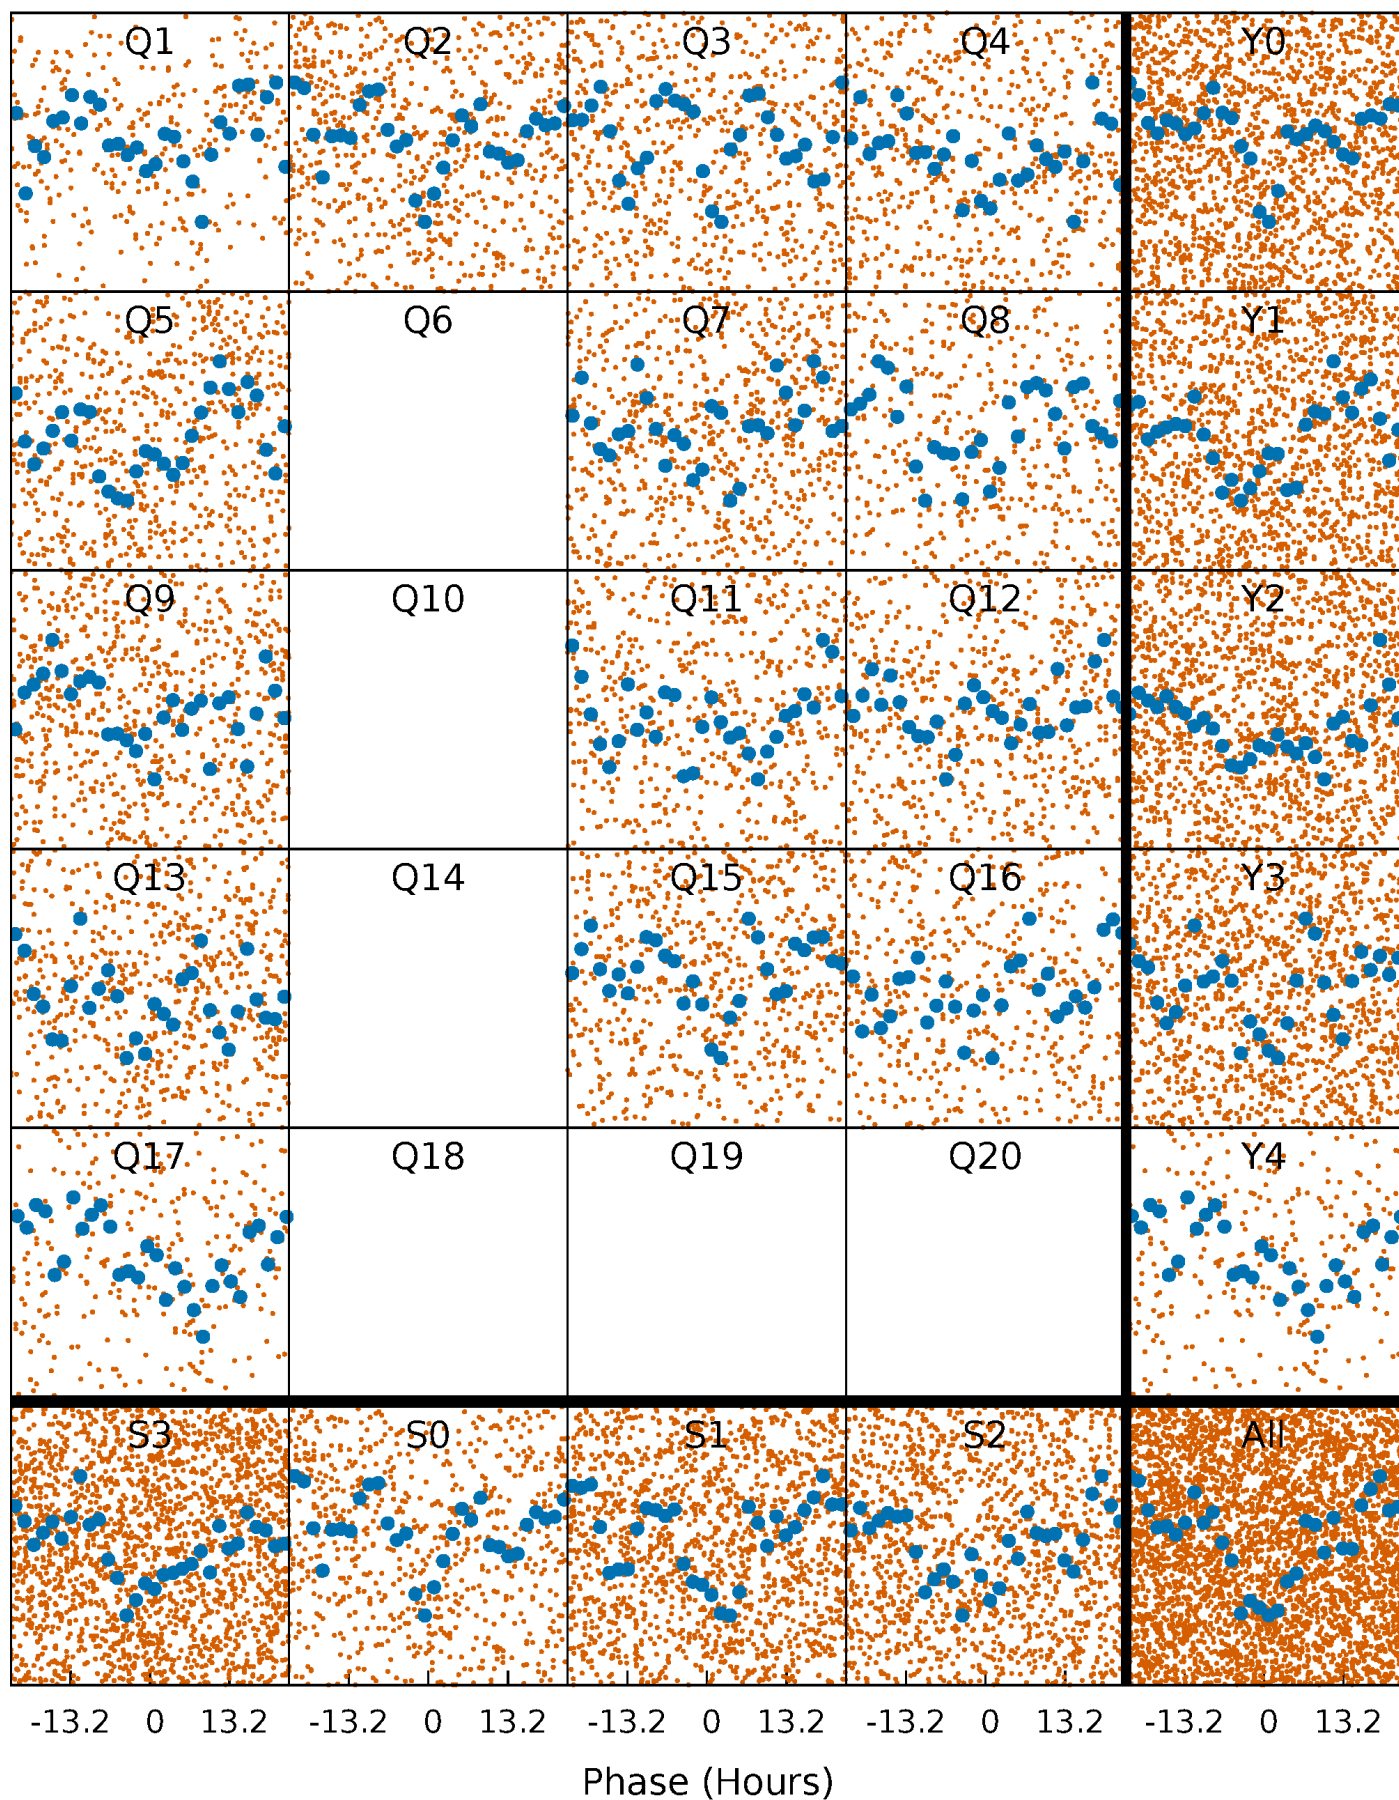 Q1 Q2 Q3 Q4 Y0
Q5 Q6 Q7 Q8 Y1
Q9 Q10 Q11 Q12 Y2
Q13 Q14 Q15 Q16 Y3
Q17 Q18 Q19 Q20 Y4
S3 S0 S1 S2 All
-13.2 0 13.2 -13.2 0 13.2 -13.2 0 13.2 -13.2 0 13.2 -13.2 0 13.2
Phase (Hours)